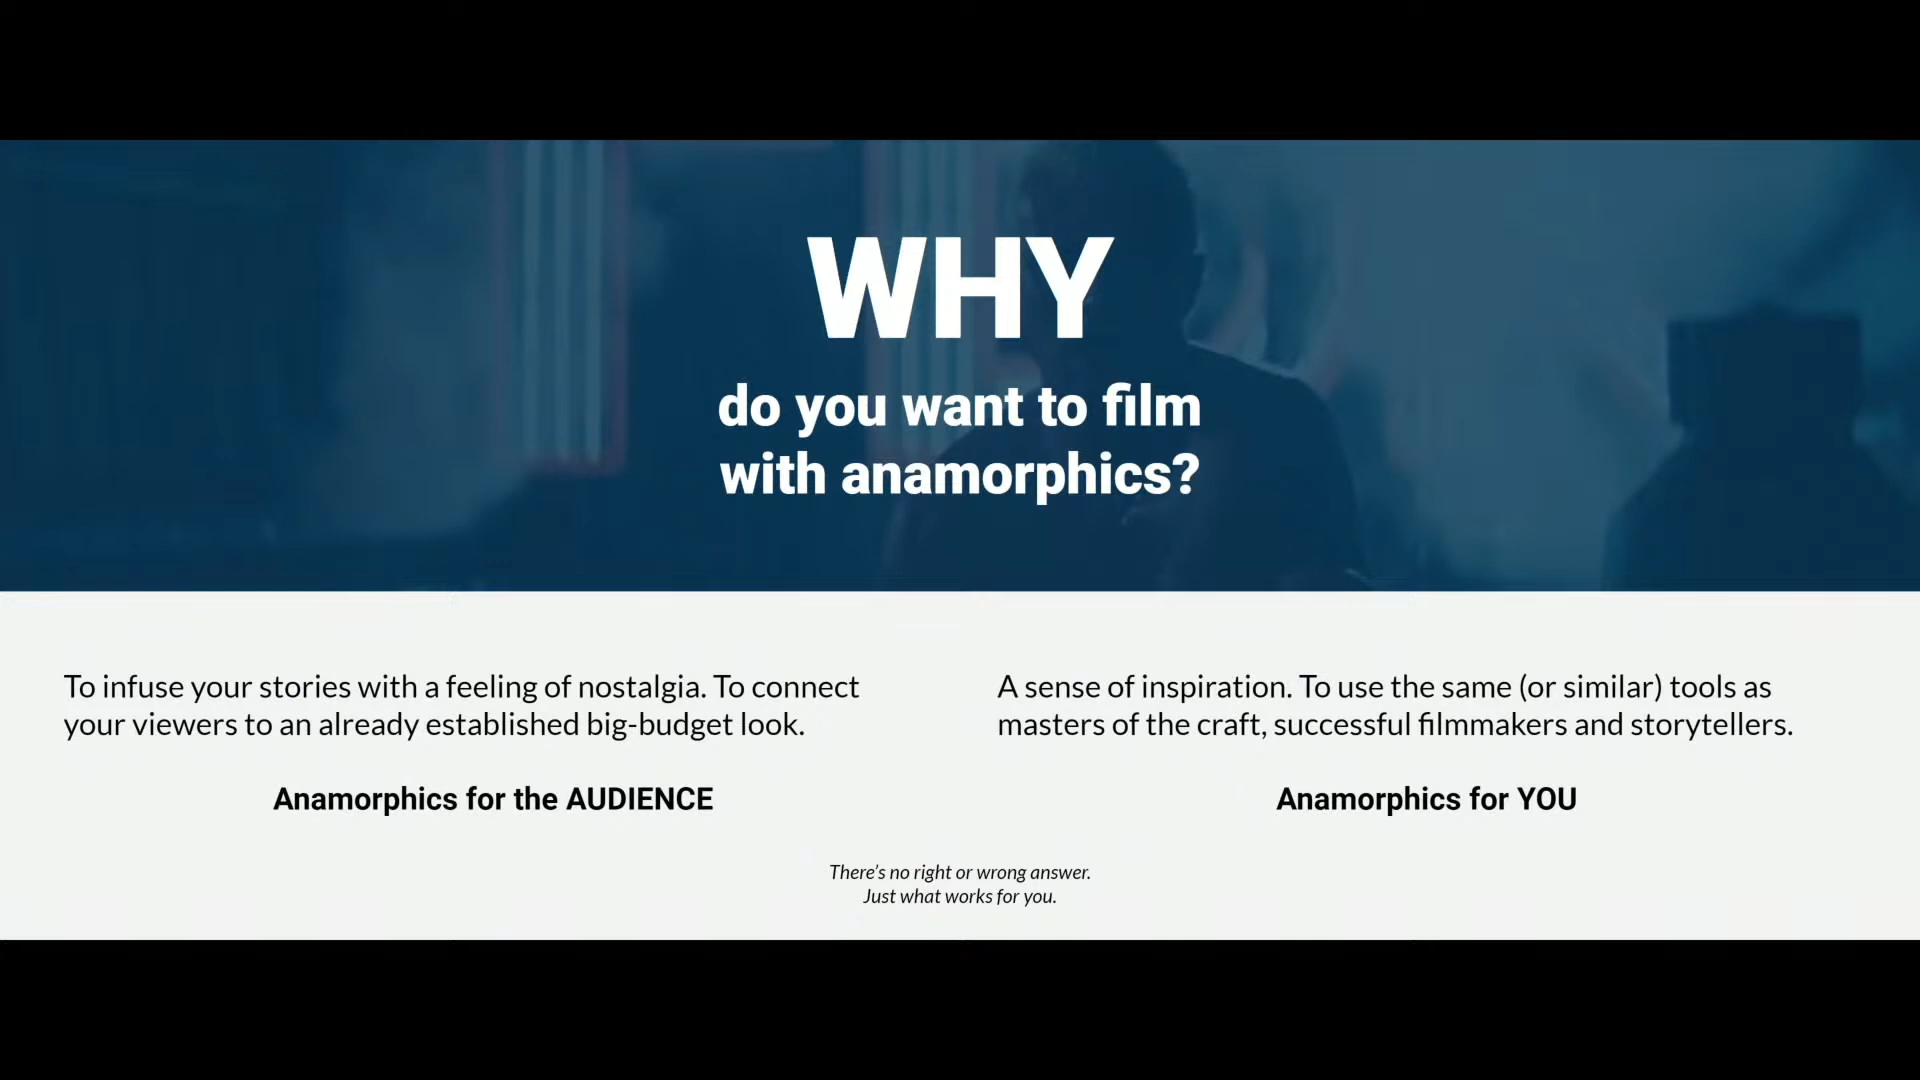 WHY
do you want to film
with anamorphics?
To infuse your stories with a feeling of nostalgia. To connect
your viewers to an already established big-budget look.
Anamorphics for the AUDIENCE
A sense of inspiration. To use the same (or similar) tools as
masters of the craft, successful filmmakers and storytellers.
Anamorphics for YOU
There’s no right or wrong answer.
Just what works for you.